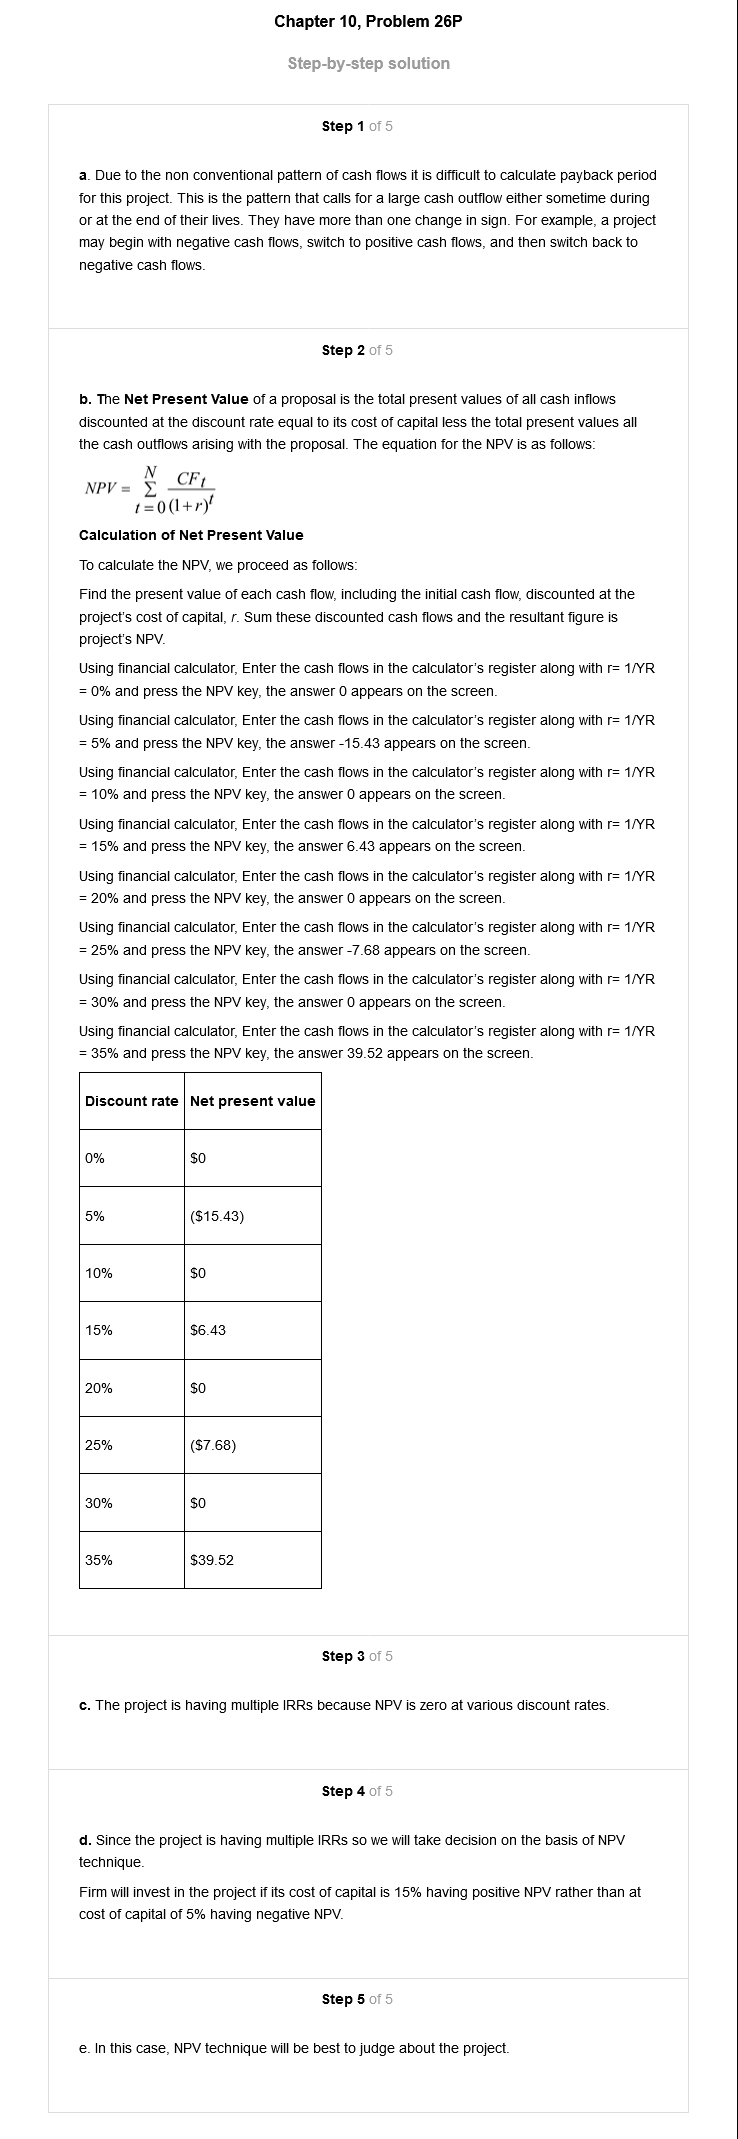 Chapter 10, Problem 26P
Step-by-step solution
Step 1 of 5
a. Due to the non conventional pattern of cash flows it is difficult to calculate payback period
for this project. This is the pattern that calls for a large cash outflow either sometime during
or at the end of their lives. They have more than one change in sign. For example, a project
may begin with negative cash flows, switch to positive cash flows, and then switch back to
negative cash flows.
Step 2 of 5
b. The Net Present Value of a proposal is the total present values of all cash inflows
discounted at the discount rate equal to its cost of capital less the total present values all
the cash outflows arising with the proposal. The equation for the NPV is as follows:
NPV = N Σ t=0 CFt / (1+r)^t
Calculation of Net Present Value
To calculate the NPV, we proceed as follows:
Find the present value of each cash flow, including the initial cash flow, discounted at the
project's cost of capital, r. Sum these discounted cash flows and the resultant figure is
project's NPV.
Using financial calculator, Enter the cash flows in the calculator's register along with r= 1/YR
= 0% and press the NPV key, the answer 0 appears on the screen.
Using financial calculator, Enter the cash flows in the calculator's register along with r= 1/YR
= 5% and press the NPV key, the answer -15.43 appears on the screen.
Using financial calculator, Enter the cash flows in the calculator's register along with r= 1/YR
= 10% and press the NPV key, the answer 0 appears on the screen.
Using financial calculator, Enter the cash flows in the calculator's register along with r= 1/YR
= 15% and press the NPV key, the answer 6.43 appears on the screen.
Using financial calculator, Enter the cash flows in the calculator's register along with r= 1/YR
= 20% and press the NPV key, the answer 0 appears on the screen.
Using financial calculator, Enter the cash flows in the calculator's register along with r= 1/YR
= 25% and press the NPV key, the answer -7.68 appears on the screen.
Using financial calculator, Enter the cash flows in the calculator's register along with r= 1/YR
= 30% and press the NPV key, the answer 0 appears on the screen.
Using financial calculator, Enter the cash flows in the calculator's register along with r= 1/YR
= 35% and press the NPV key, the answer 39.52 appears on the screen.
Discount rate Net present value
0% $0
5% ($15.43)
10% $0
15% $6.43
20% $0
25% ($7.68)
30% $0
35% $39.52
Step 3 of 5
c. The project is having multiple IRRs because NPV is zero at various discount rates.
Step 4 of 5
d. Since the project is having multiple IRRs so we will take decision on the basis of NPV
technique.
Firm will invest in the project if its cost of capital is 15% having positive NPV rather than at
cost of capital of 5% having negative NPV.
Step 5 of 5
e. In this case, NPV technique will be best to judge about the project.